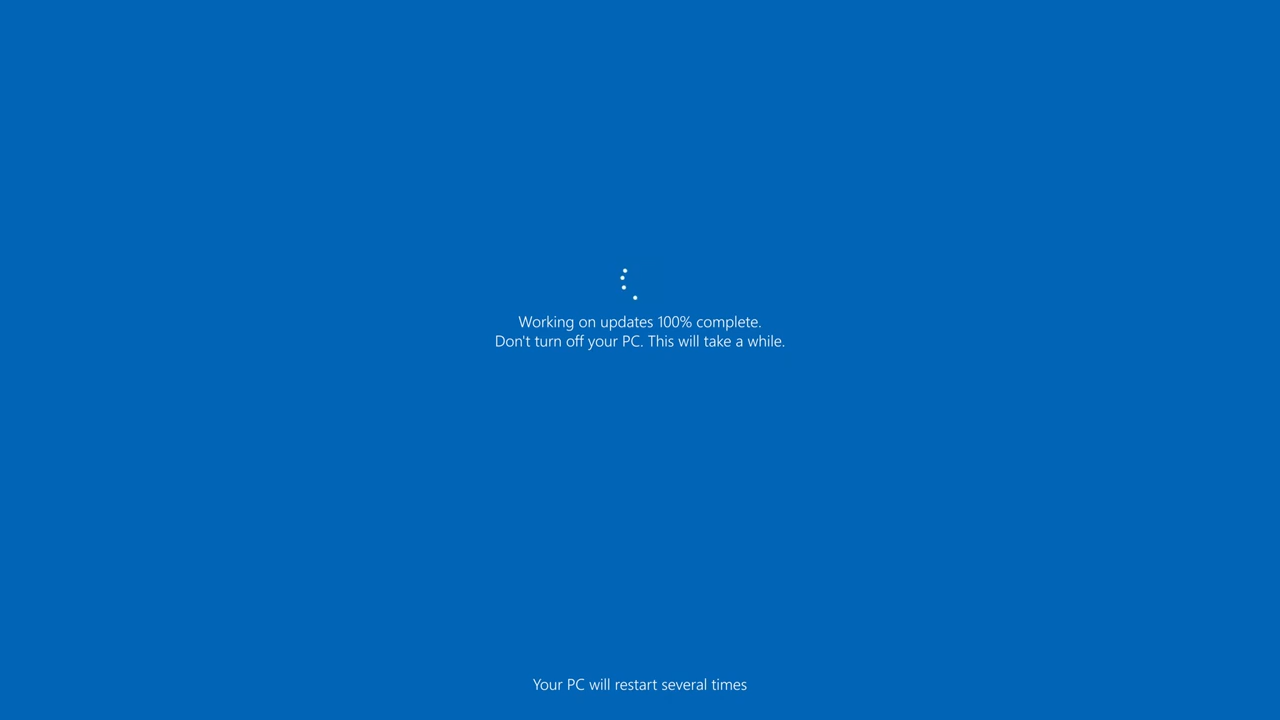 Working on updates 100% complete.
Don't turn off your PC. This will take a while.
Your PC will restart several times